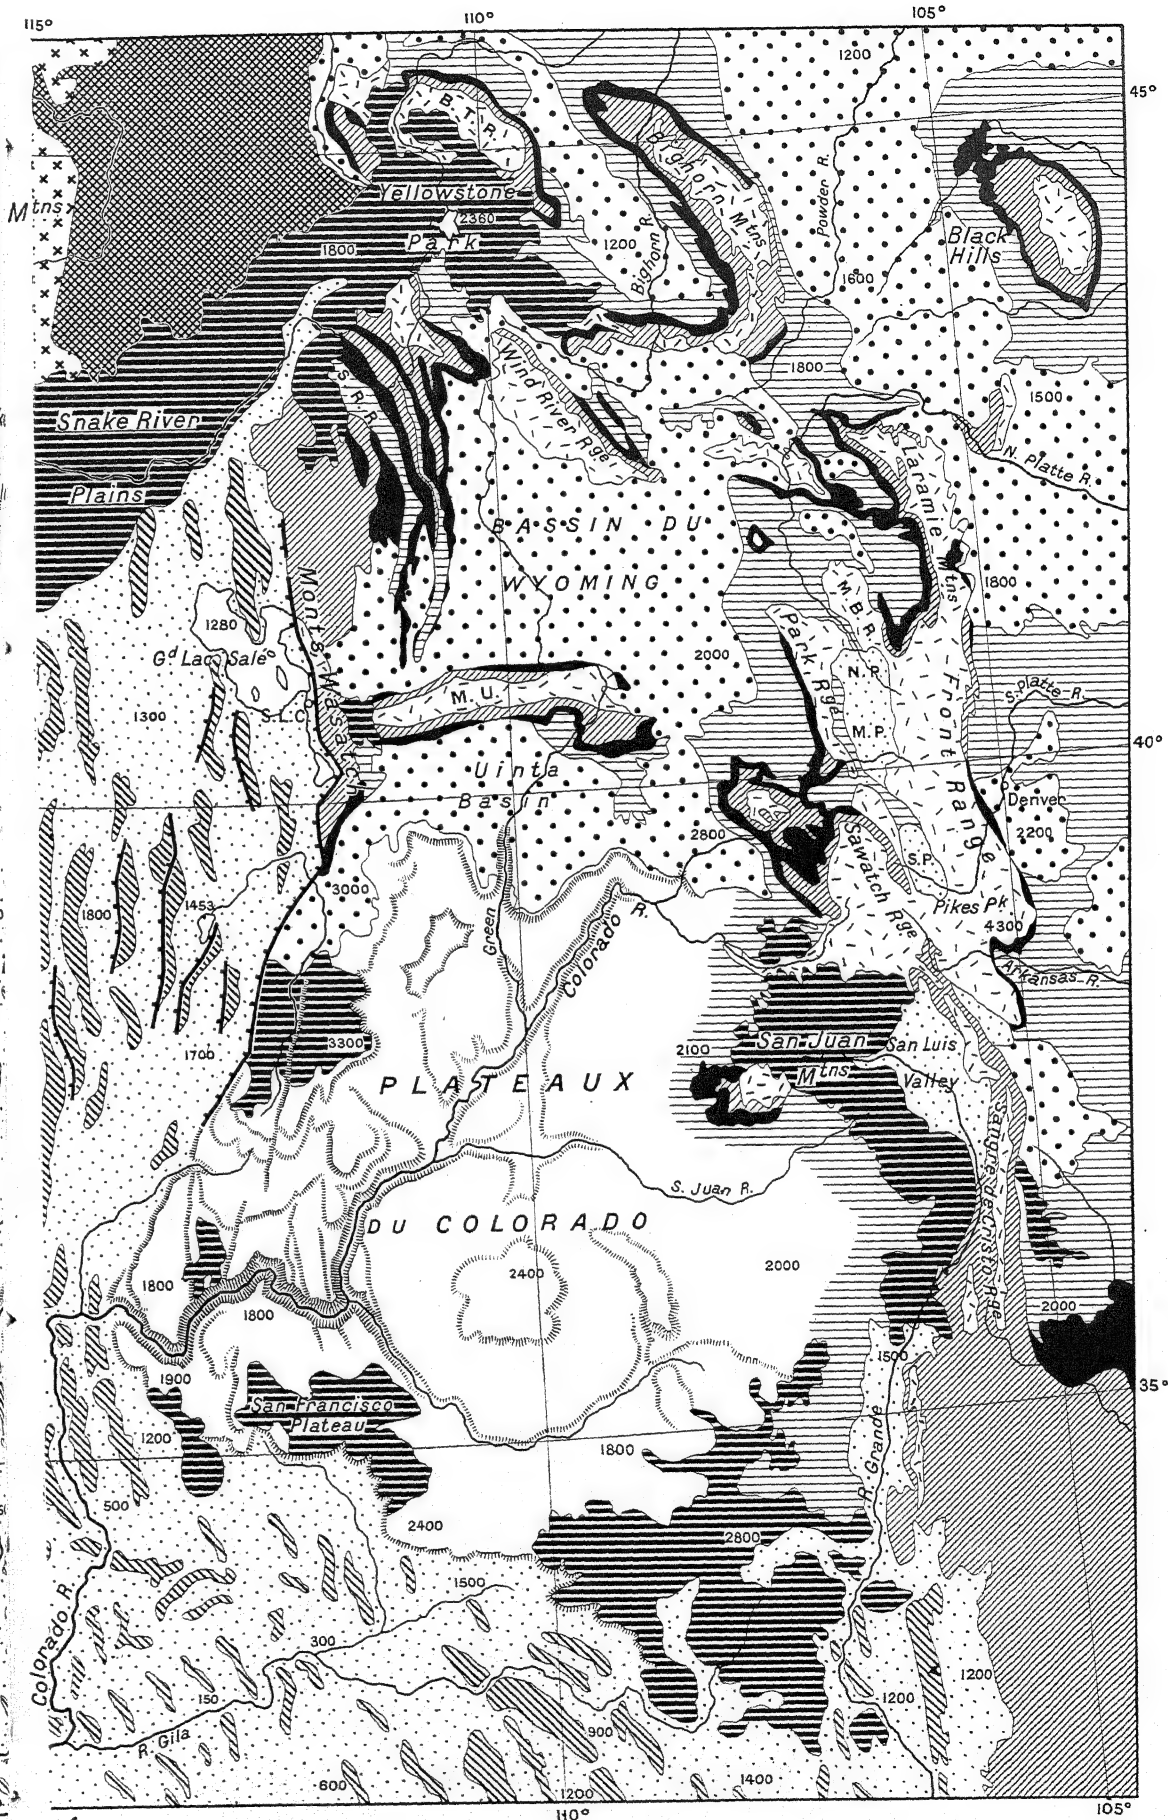 115°
110°
105°
1200
45°
B.T.R.
Bighorn Mtns
Yellowstone
Mtns
2360
Park
1800
1200
Bighorn R.
Powder R.
Black
Hills
1600
Wind River Rge
1800
S.R.R.
1500
Snake River
N. Platte R.
Laramie Mtns
Plains
BASSIN DU
WYOMING
1800
Monts Wasatch
M.B.R.
1280
Gd Lac Salé
Park Rge
2000
N.P.
M.U.
S. Platte R.
1300
S.L.C.
M.P.
Front Range
40°
Uinta
Basin
Denver
2800
2200
Sawatch Rge
S.P.
3000
1800
1453
Pikes Pk
4300
Green
Colorado R.
Arkansas R.
3300
San Juan
Mtns
San Luis
Valley
1700
2100
PLATEAUX
Sangre de Cristo Rge
S. Juan R.
DU COLORADO
2400
2000
1800
1800
2000
1500
1900
35°
San Francisco
Plateau
1200
1800
R. Grande
500
2400
2800
1500
Colorado R.
300
150
1200
1200
R. Gila
900
600
1400
1200
110°
105°